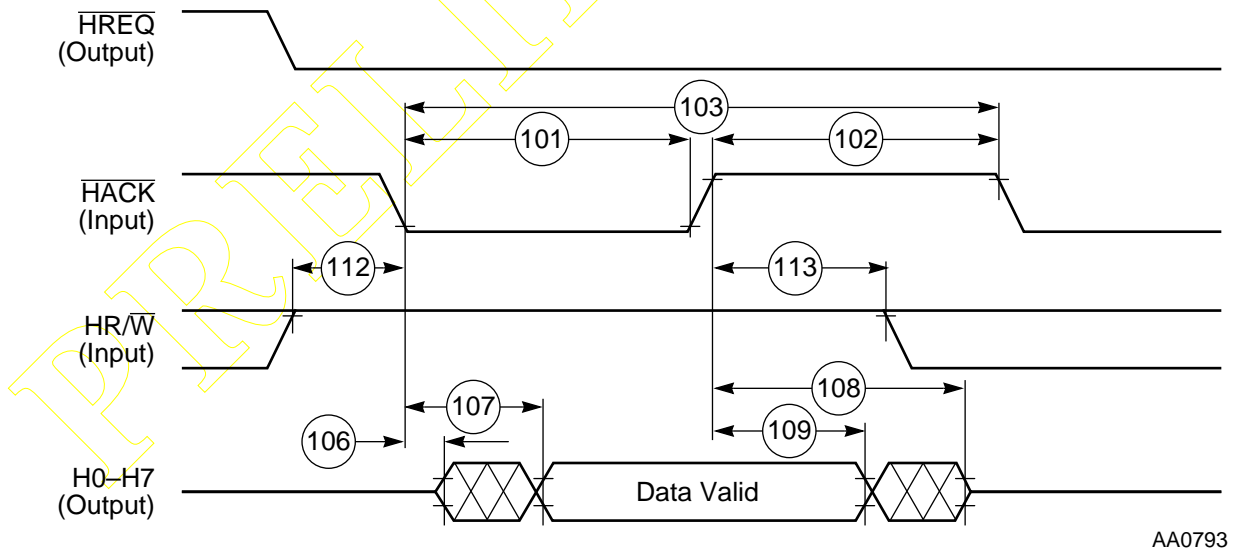 HREQ
(Output)
103
101
102
HACK
(Input)
112
113
HR/W
(Input)
108
107
109
106
H0–H7
(Output)
Data Valid
AA0793
PRELI